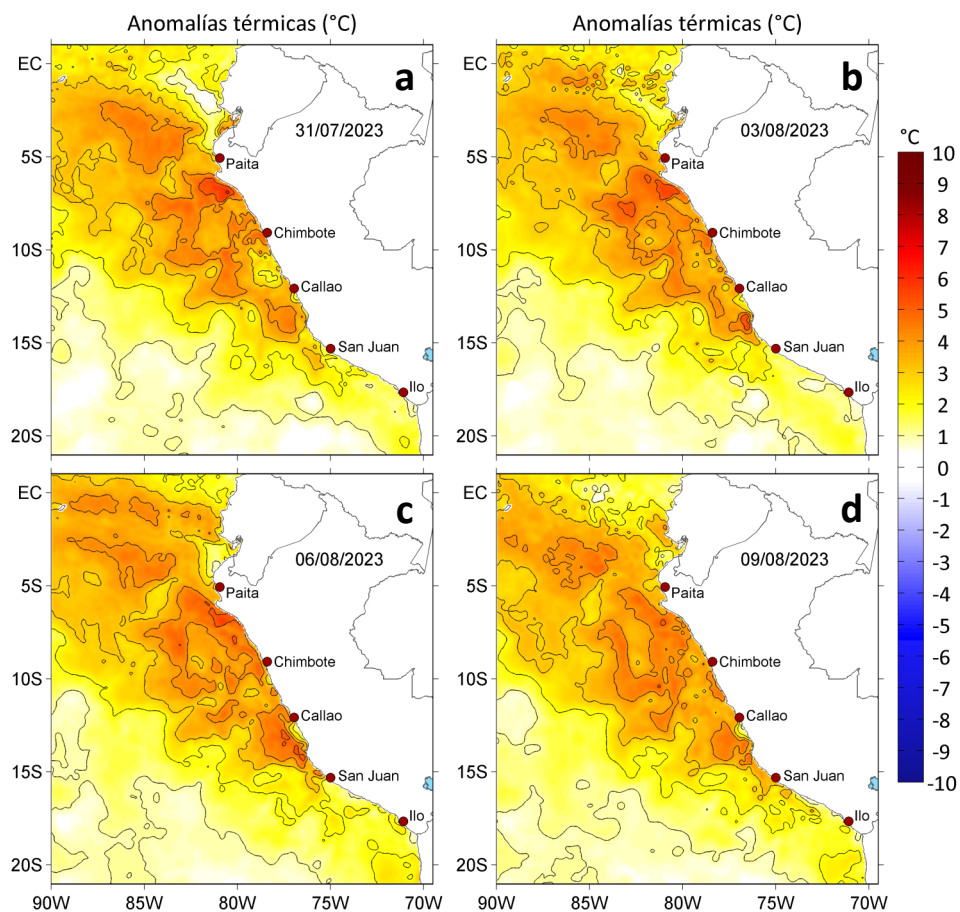 Anomalías térmicas (°C)
Anomalías térmicas (°C)
EC
5S
10S
15S
20S
a
31/07/2023
Paita
Chimbote
Callao
San Juan
Ilo
EC
5S
10S
15S
20S
b
03/08/2023
Paita
Chimbote
Callao
San Juan
Ilo
EC
5S
10S
15S
20S
c
06/08/2023
Paita
Chimbote
Callao
San Juan
Ilo
90W 85W 80W 75W 70W
EC
5S
10S
15S
20S
d
09/08/2023
Paita
Chimbote
Callao
San Juan
Ilo
90W 85W 80W 75W 70W
°C
10
9
8
7
6
5
4
3
2
1
0
-1
-2
-3
-4
-5
-6
-7
-8
-9
-10